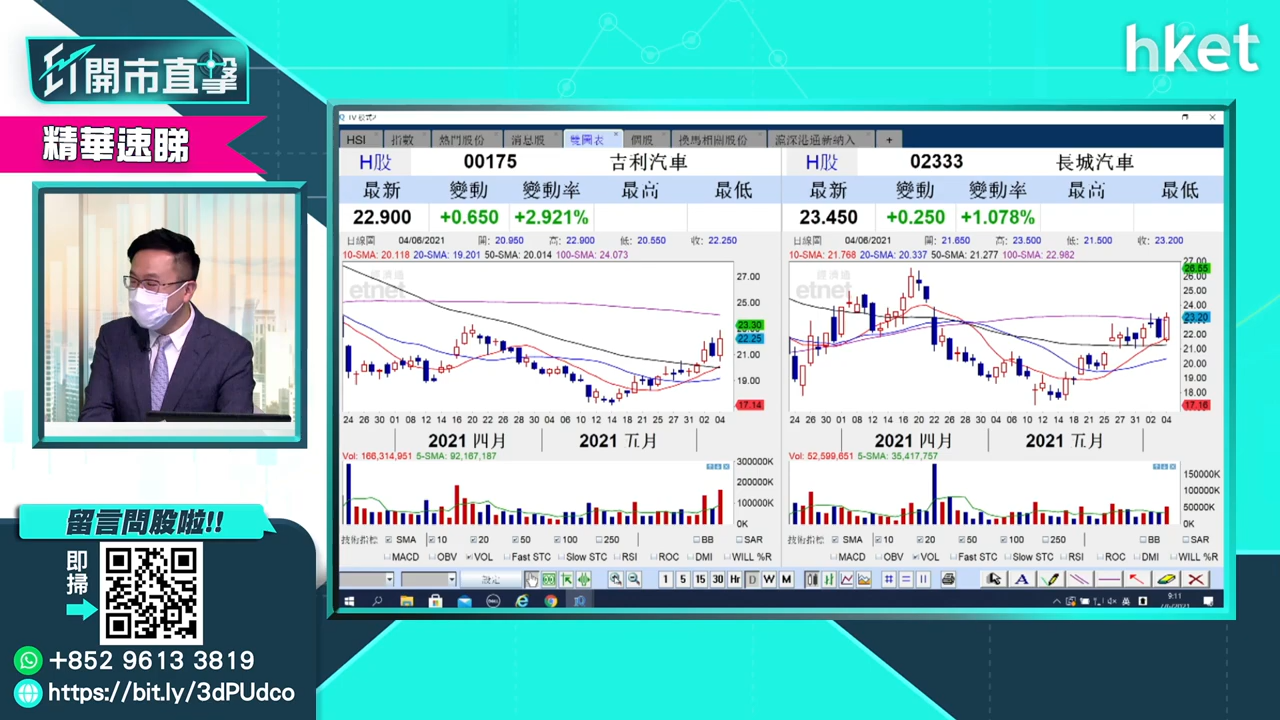 ET開市直擊
hket
精華速睇
HSI 指數 熱門股份 消息股 雙圖表 個股 換馬相關股份 滬深港通新納入 +
H股 00175 吉利汽車
最新 變動 變動率 最高 最低
22.900 +0.650 +2.921%
日線圖 04/06/2021 開: 20.950 高: 22.900 低: 20.550 收: 22.250
10-SMA: 20.118 20-SMA: 19.201 50-SMA: 20.014 100-SMA: 24.073
經濟通
etnet
27.00
25.00
23.30
22.25
21.00
19.00
17.14
24 26 30 01 08 12 14 16 20 22 26 28 30 04 06 10 12 14 18 21 25 27 31 02 04
2021 四月 2021 五月
Vol: 166,314,951 5-SMA: 92,167,187
300000K
200000K
100000K
0K
技術指標 SMA 10 20 50 100 250 BB SAR
MACD OBV VOL Fast STC Slow STC RSI ROC DMI WILL %R
H股 02333 長城汽車
最新 變動 變動率 最高 最低
23.450 +0.250 +1.078%
日線圖 04/06/2021 開: 21.650 高: 23.500 低: 21.500 收: 23.200
10-SMA: 21.768 20-SMA: 20.337 50-SMA: 21.277 100-SMA: 22.982
經濟通
etnet
27.00
26.55
26.00
25.00
24.00
23.20
22.00
21.00
20.00
19.00
18.00
17.16
24 26 30 01 08 12 14 16 20 22 26 28 30 04 06 10 12 14 18 21 25 27 31 02 04
2021 四月 2021 五月
Vol: 52,599,651 5-SMA: 35,417,757
150000K
100000K
50000K
0K
技術指標 SMA 10 20 50 100 250 BB SAR
MACD OBV VOL Fast STC Slow STC RSI ROC DMI WILL %R
設定 1 5 15 30 Hr D W M
9:11
留言問股啦!!
即掃
+852 9613 3819
https://bit.ly/3dPUdco